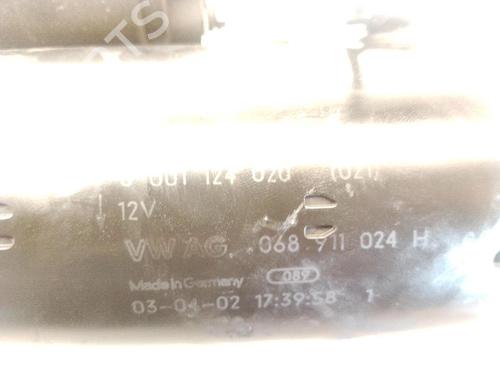 0 001 124 020 (021)
12V
VW AG 068 911 024 H
Made in Germany 089
03-04-02 17:39:58 1